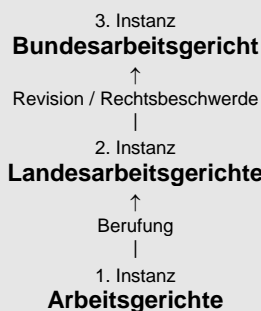 3. Instanz
Bundesarbeitsgericht
↑
Revision / Rechtsbeschwerde
|
2. Instanz
Landesarbeitsgerichte
↑
Berufung
|
1. Instanz
Arbeitsgerichte